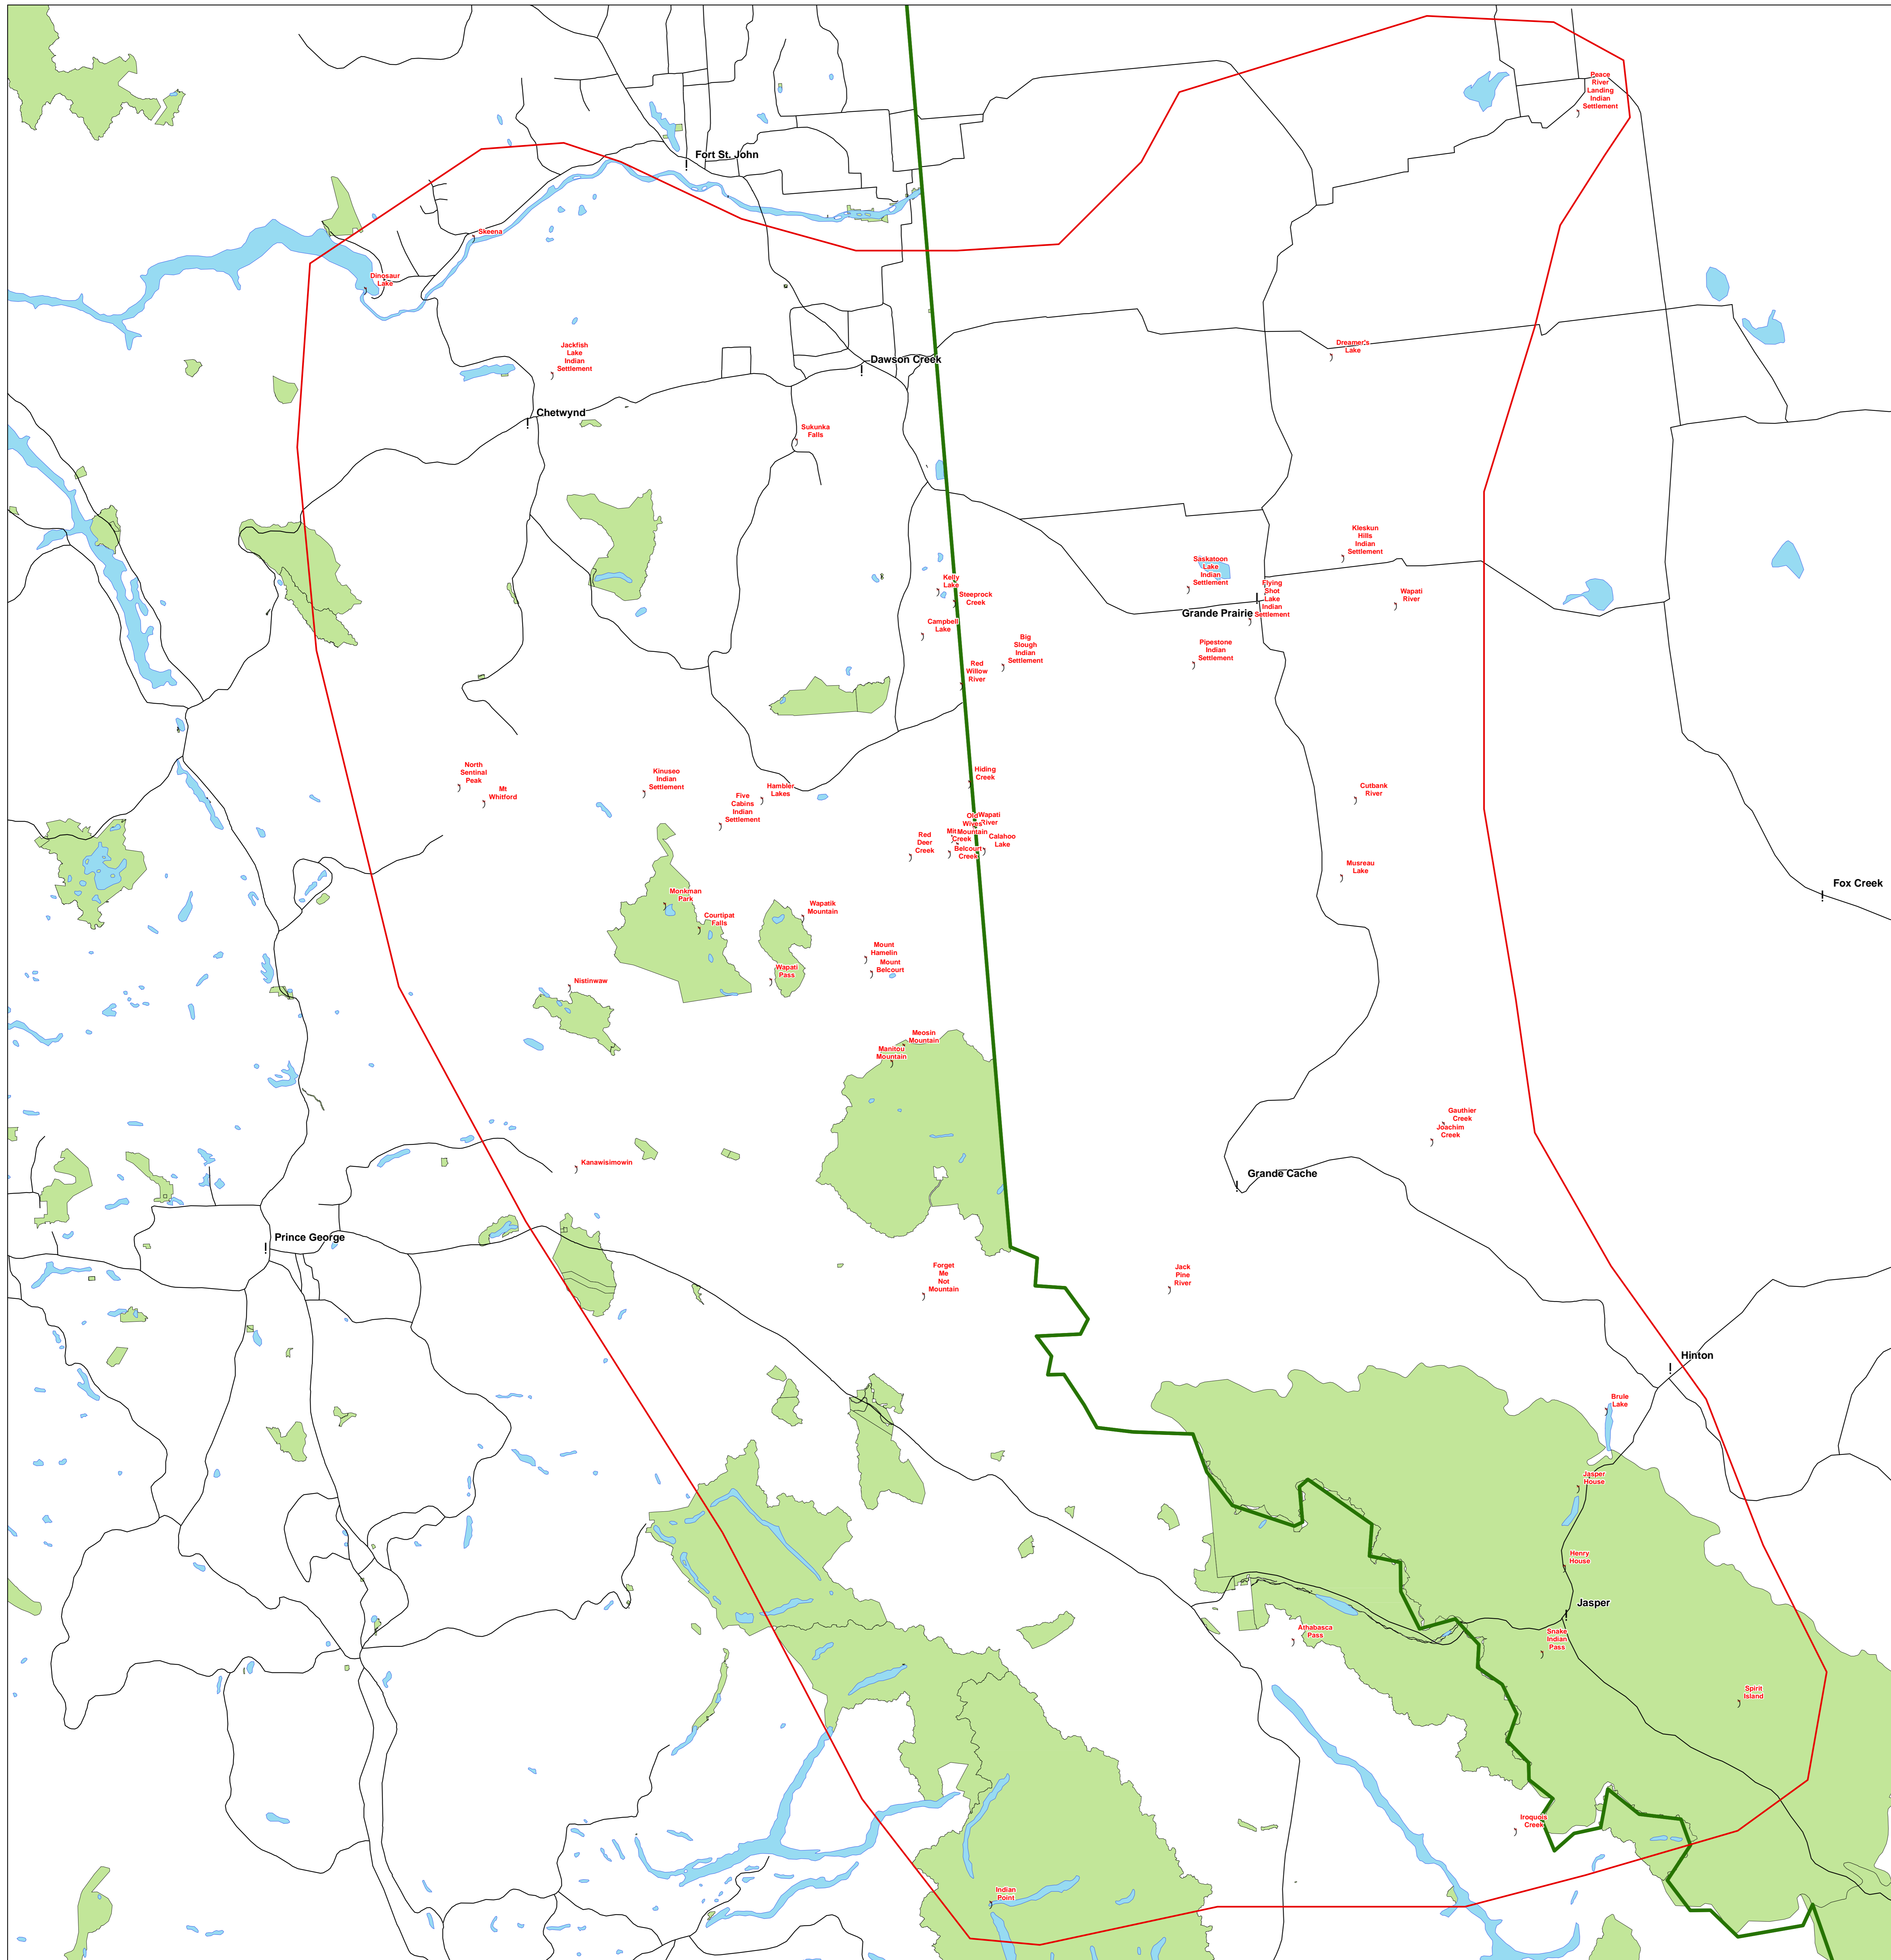 Peace
River
Landing
Indian
Settlement
Fort St. John
Skeena
Dinosaur
Lake
Jackfish
Lake
Indian
Settlement
Dreamer's
Lake
Dawson Creek
Chetwynd
Sukunka
Falls
Kleskun
Hills
Indian
Settlement
Saskatoon
Lake
Indian
Settlement
Kelly
Lake
Steeprock
Creek
Flying
Shot
Lake
Indian
Settlement
Wapati
River
Grande Prairie
Campbell
Lake
Big
Slough
Indian
Settlement
Pipestone
Indian
Settlement
Red
Willow
River
North
Sentinal
Peak
Mt
Whitford
Kinuseo
Indian
Settlement
Hambler
Lakes
Five
Cabins
Indian
Settlement
Hiding
Creek
Cutbank
River
Old
Wives
Mountain
Wapati
River
Creek
Calahoo
Lake
Red
Deer
Creek
Belcourt
Creek
Musreau
Lake
Fox Creek
Monkman
Park
Courtipat
Falls
Wapatik
Mountain
Mount
Hamelin
Mount
Belcourt
Wapati
Pass
Nistinwaw
Meosin
Mountain
Manitou
Mountain
Gauthier
Creek
Joachim
Creek
Kanawisimowin
Grande Cache
Prince George
Forget
Me
Not
Mountain
Jack
Pine
River
Hinton
Brule
Lake
Jasper
House
Henry
House
Jasper
Athabasca
Pass
Snake
Indian
Pass
Spirit
Island
Iroquois
Creek
Indian
Point